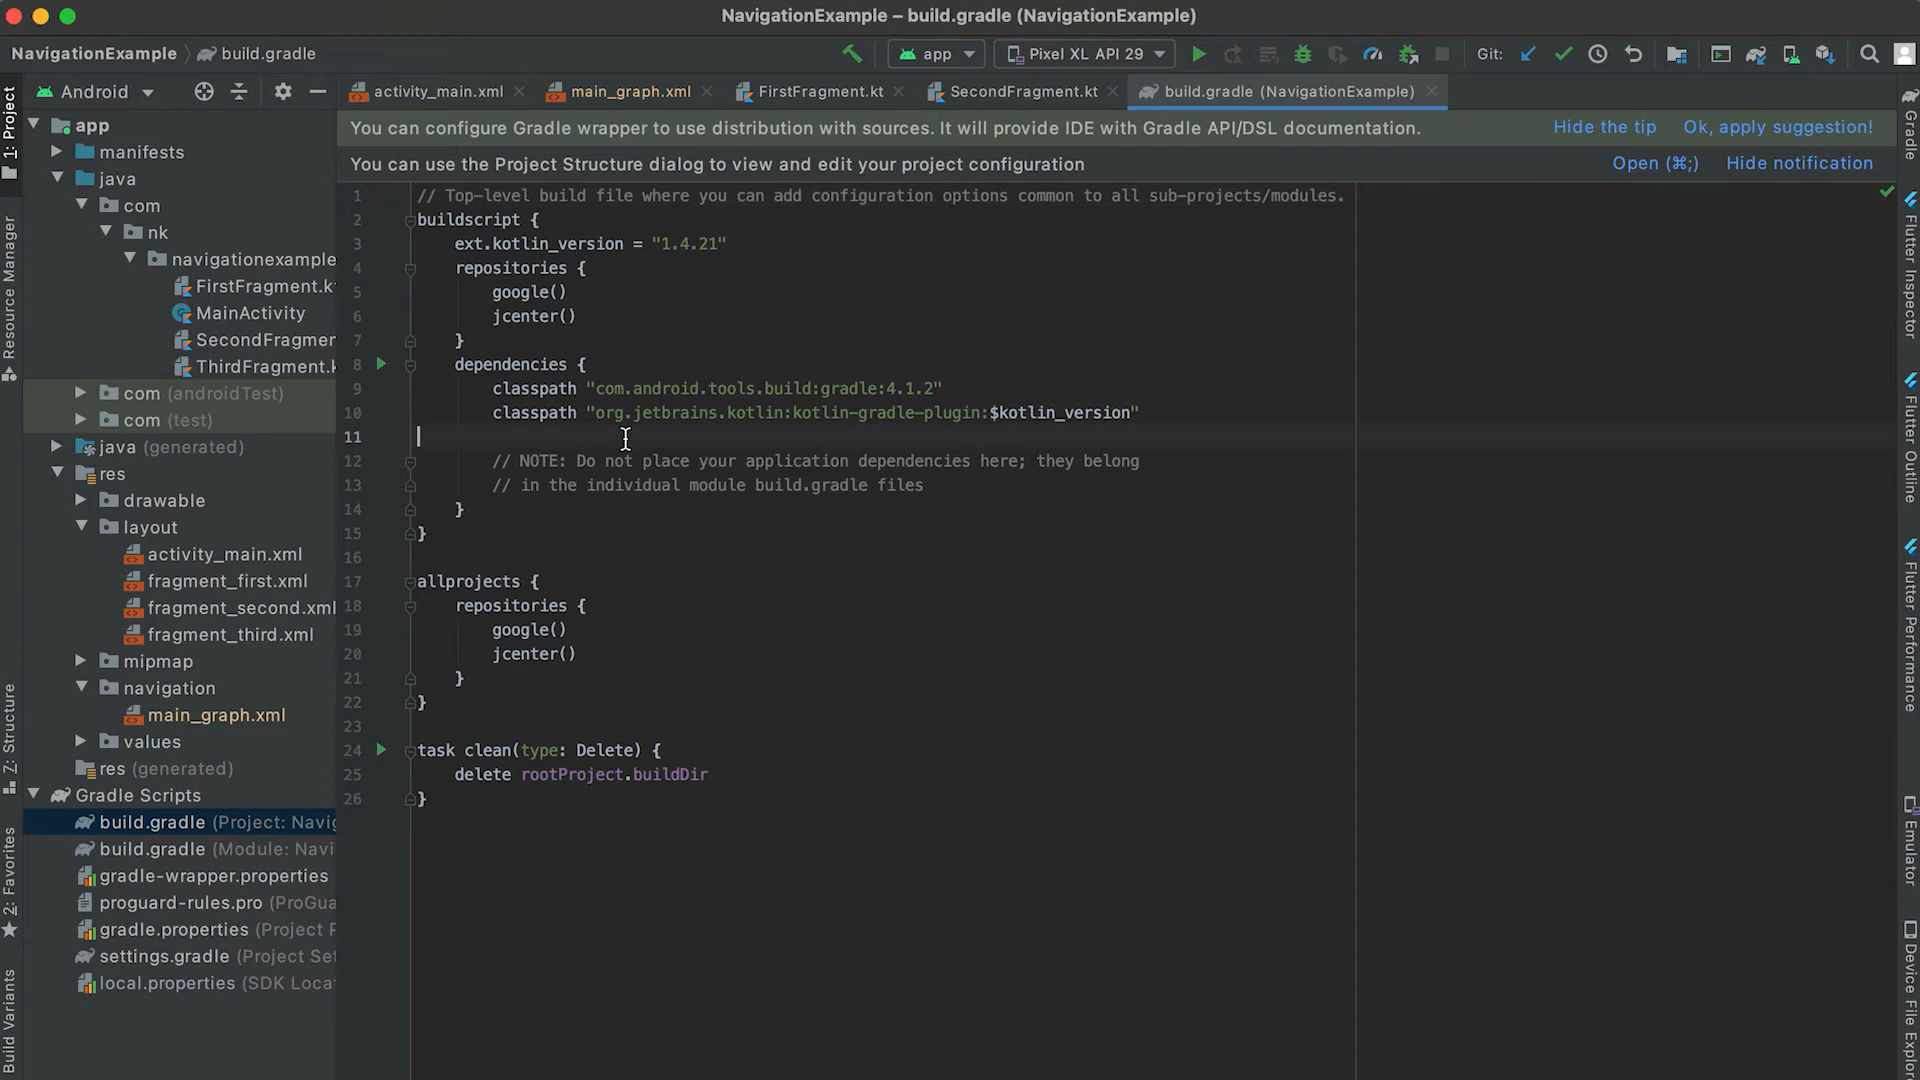 NavigationExample – build.gradle (NavigationExample)
NavigationExample
build.gradle
app
Pixel XL API 29
Git:
1: Project
Resource Manager
Z: Structure
2: Favorites
Build Variants
Android
app
manifests
java
com
nk
navigationexample
FirstFragment.k
MainActivity
SecondFragmer
ThirdFragment.k
com (androidTest)
com (test)
java (generated)
res
drawable
layout
activity_main.xml
fragment_first.xml
fragment_second.xml
fragment_third.xml
mipmap
navigation
main_graph.xml
values
res (generated)
Gradle Scripts
build.gradle (Project: Navig
build.gradle (Module: Navi
gradle-wrapper.properties
proguard-rules.pro (ProGua
gradle.properties (Project P
settings.gradle (Project Set
local.properties (SDK Locat
activity_main.xml
main_graph.xml
FirstFragment.kt
SecondFragment.kt
build.gradle (NavigationExample)
You can configure Gradle wrapper to use distribution with sources. It will provide IDE with Gradle API/DSL documentation.
Hide the tip
Ok, apply suggestion!
You can use the Project Structure dialog to view and edit your project configuration
Open (⌘;)
Hide notification
1 // Top-level build file where you can add configuration options common to all sub-projects/modules.
2 buildscript {
3 ext.kotlin_version = "1.4.21"
4 repositories {
5 google()
6 jcenter()
7 }
8 dependencies {
9 classpath "com.android.tools.build:gradle:4.1.2"
10 classpath "org.jetbrains.kotlin:kotlin-gradle-plugin:$kotlin_version"
11
12 // NOTE: Do not place your application dependencies here; they belong
13 // in the individual module build.gradle files
14 }
15 }
16
17 allprojects {
18 repositories {
19 google()
20 jcenter()
21 }
22 }
23
24 task clean(type: Delete) {
25 delete rootProject.buildDir
26 }
Gradle
Flutter Inspector
Flutter Outline
Flutter Performance
Emulator
Device File Explor